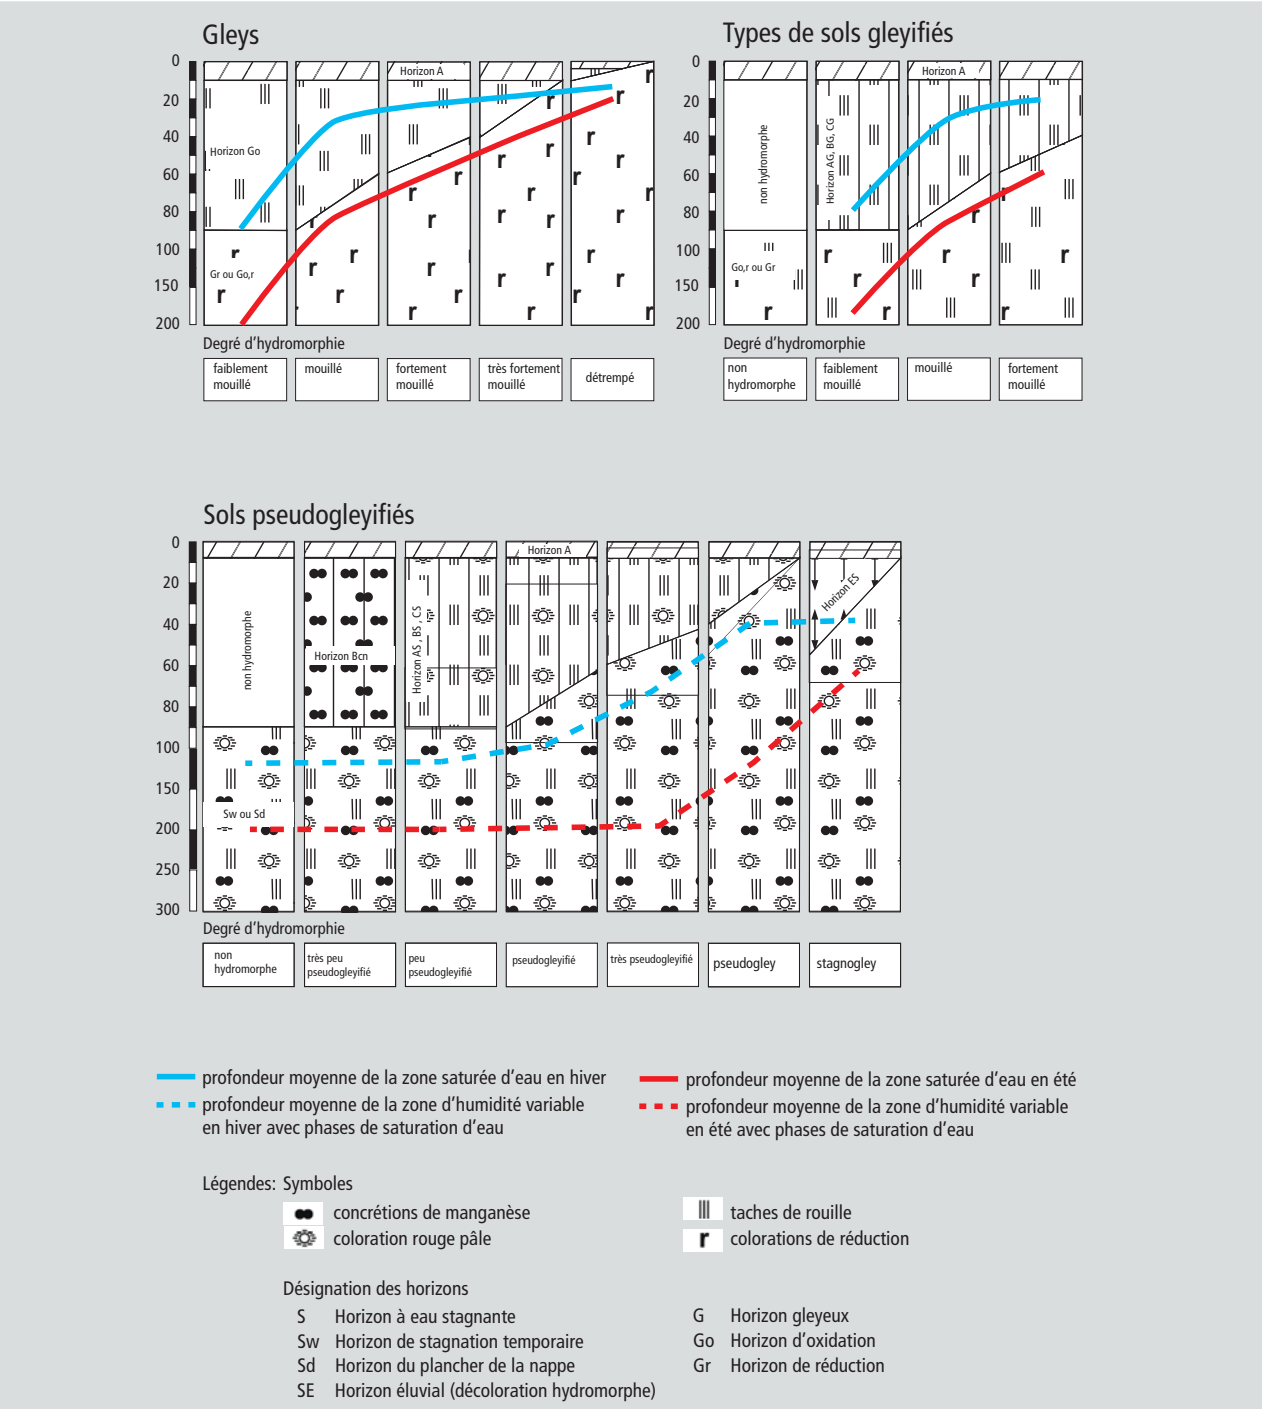 Gleys
0
20
40
60
80
100
150
200
Horizon A
Horizon Go
Gr ou Go,r
r r r r r r r r r r r r r r r r r r r r r r r r r r r r
Degré d'hydromorphie
faiblement
mouillé
mouillé
fortement
mouillé
très fortement
mouillé
détrempé
Types de sols gleyifiés
0
20
40
60
80
100
150
200
Horizon A
non hydromorphe
Horizon AG, BG, CG
Go,r ou Gr
Degré d'hydromorphie
non
hydromorphe
faiblement
mouillé
mouillé
fortement
mouillé
Sols pseudogleyifiés
0
20
40
60
80
100
150
200
250
300
non hydromorphe
Horizon Bcn
Horizon AS, BS , CS
Horizon A
Horizon ES
Sw ou Sd
Degré d'hydromorphie
non
hydromorphe
très peu
pseudogleyifié
peu
pseudogleyifié
pseudogleyifié
très pseudogleyifié
pseudogley
stagnogley
profondeur moyenne de la zone saturée d'eau en hiver
profondeur moyenne de la zone d'humidité variable
en hiver avec phases de saturation d'eau
profondeur moyenne de la zone saturée d'eau en été
profondeur moyenne de la zone d'humidité variable
en été avec phases de saturation d'eau
Légendes: Symboles
concrétions de manganèse
coloration rouge pâle
taches de rouille
r colorations de réduction
Désignation des horizons
S Horizon à eau stagnante
Sw Horizon de stagnation temporaire
Sd Horizon du plancher de la nappe
SE Horizon éluvial (décoloration hydromorphe)
G Horizon gleyeux
Go Horizon d'oxidation
Gr Horizon de réduction